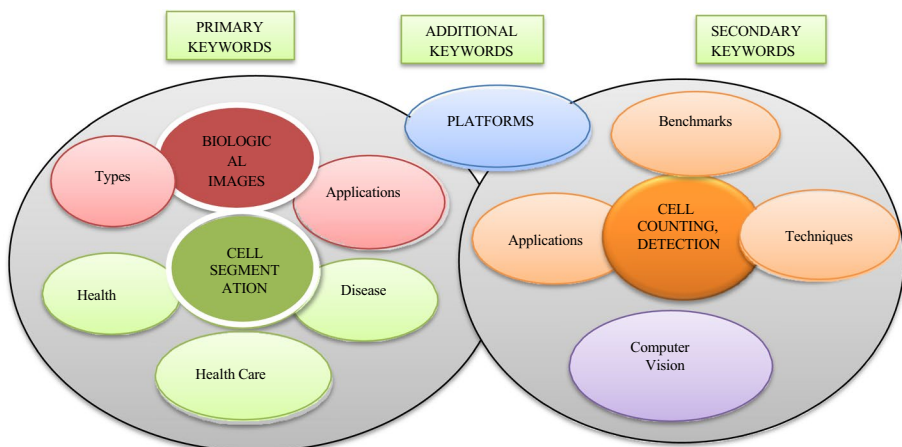 PRIMARY
KEYWORDS
ADDITIONAL
KEYWORDS
SECONDARY
KEYWORDS
BIOLOGIC
AL
IMAGES
Types
Applications
CELL
SEGMENT
ATION
Health
Disease
Health Care
PLATFORMS
Benchmarks
Applications
CELL
COUNTING,
DETECTION
Techniques
Computer
Vision